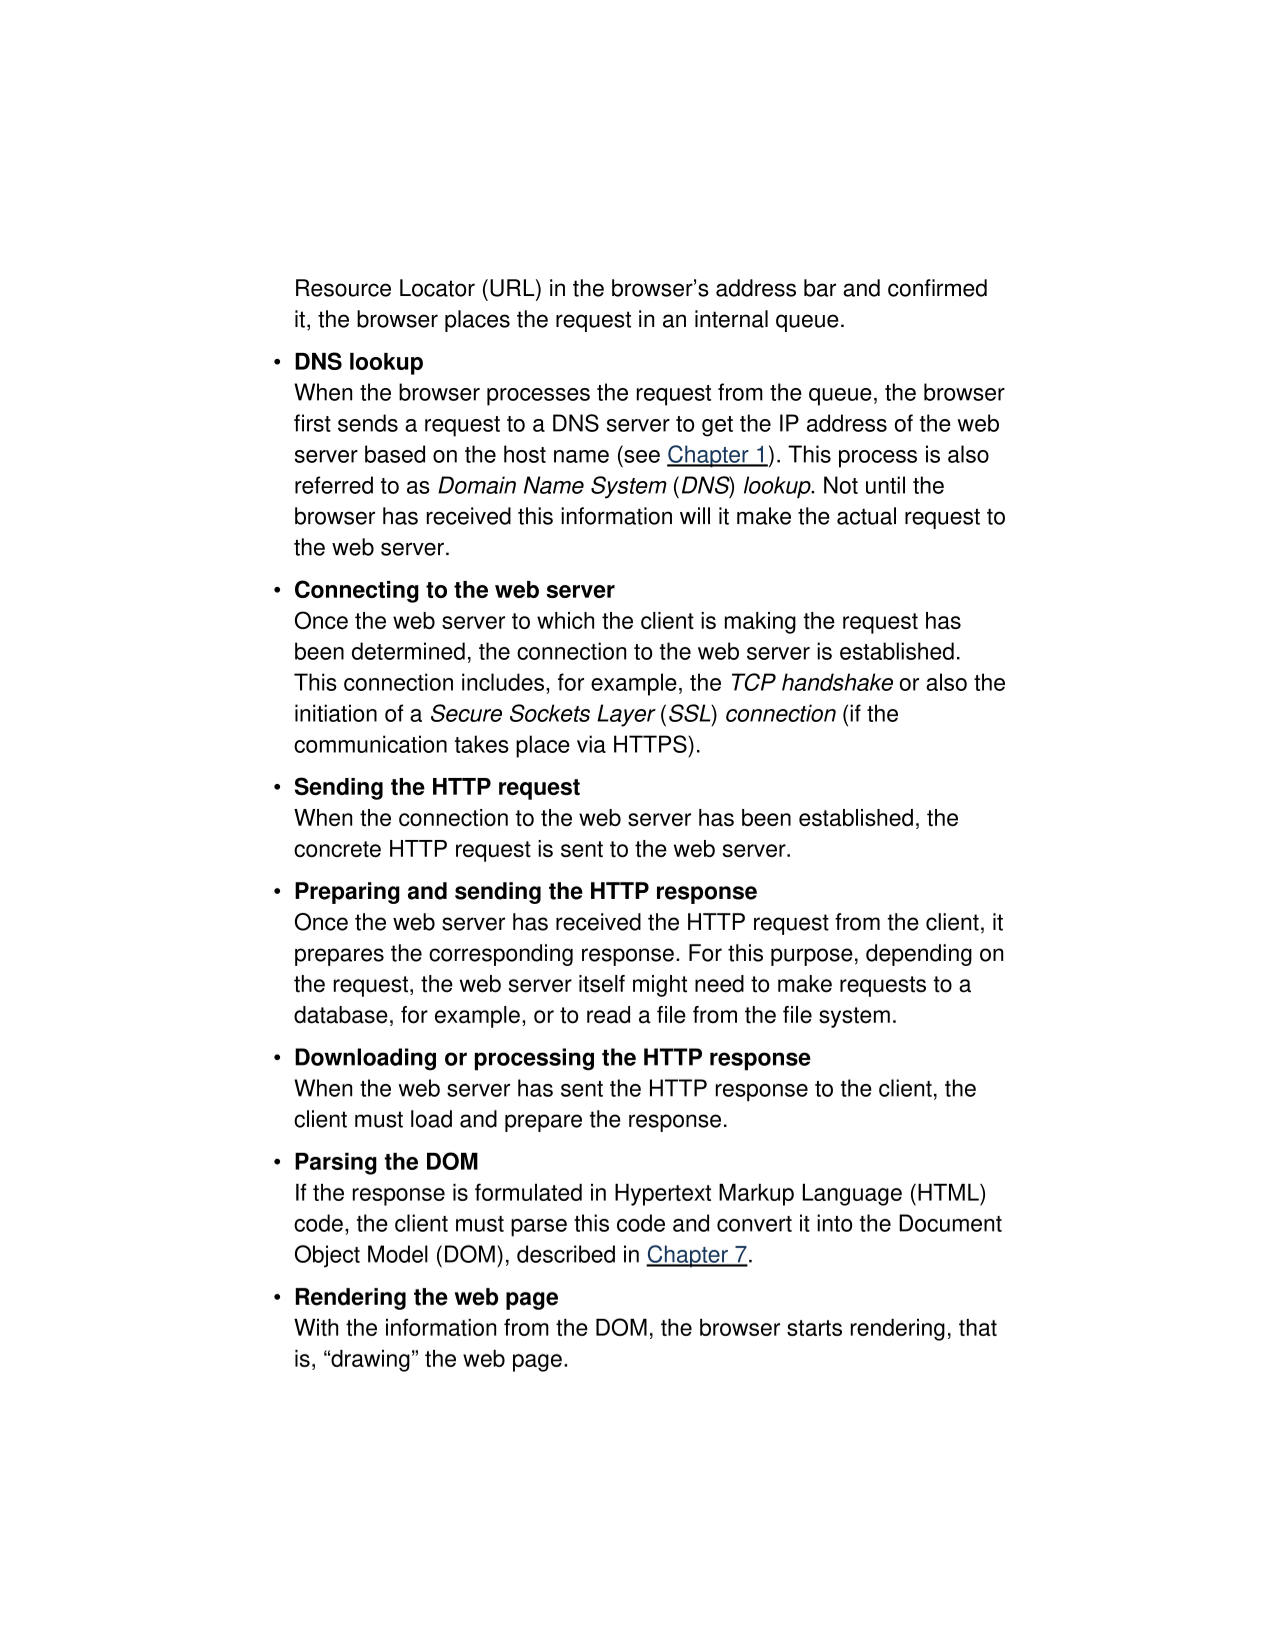 Resource Locator (URL) in the browser’s address bar and confirmed
it, the browser places the request in an internal queue.
• DNS lookup
When the browser processes the request from the queue, the browser
first sends a request to a DNS server to get the IP address of the web
server based on the host name (see Chapter 1). This process is also
referred to as Domain Name System (DNS) lookup. Not until the
browser has received this information will it make the actual request to
the web server.
• Connecting to the web server
Once the web server to which the client is making the request has
been determined, the connection to the web server is established.
This connection includes, for example, the TCP handshake or also the
initiation of a Secure Sockets Layer (SSL) connection (if the
communication takes place via HTTPS).
• Sending the HTTP request
When the connection to the web server has been established, the
concrete HTTP request is sent to the web server.
• Preparing and sending the HTTP response
Once the web server has received the HTTP request from the client, it
prepares the corresponding response. For this purpose, depending on
the request, the web server itself might need to make requests to a
database, for example, or to read a file from the file system.
• Downloading or processing the HTTP response
When the web server has sent the HTTP response to the client, the
client must load and prepare the response.
• Parsing the DOM
If the response is formulated in Hypertext Markup Language (HTML)
code, the client must parse this code and convert it into the Document
Object Model (DOM), described in Chapter 7.
• Rendering the web page
With the information from the DOM, the browser starts rendering, that
is, “drawing” the web page.